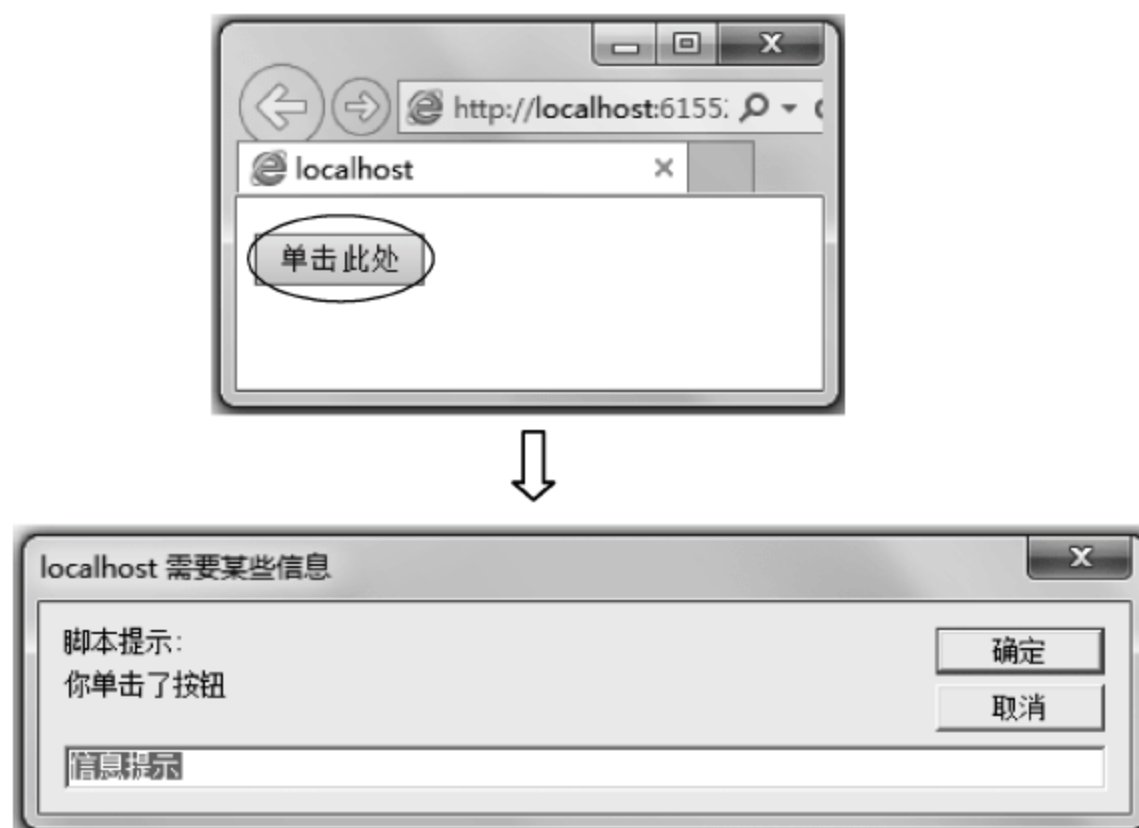 http://localhost:6155
localhost
单击此处
localhost 需要某些信息
脚本提示:
你单击了按钮
确定
取消
信息提示